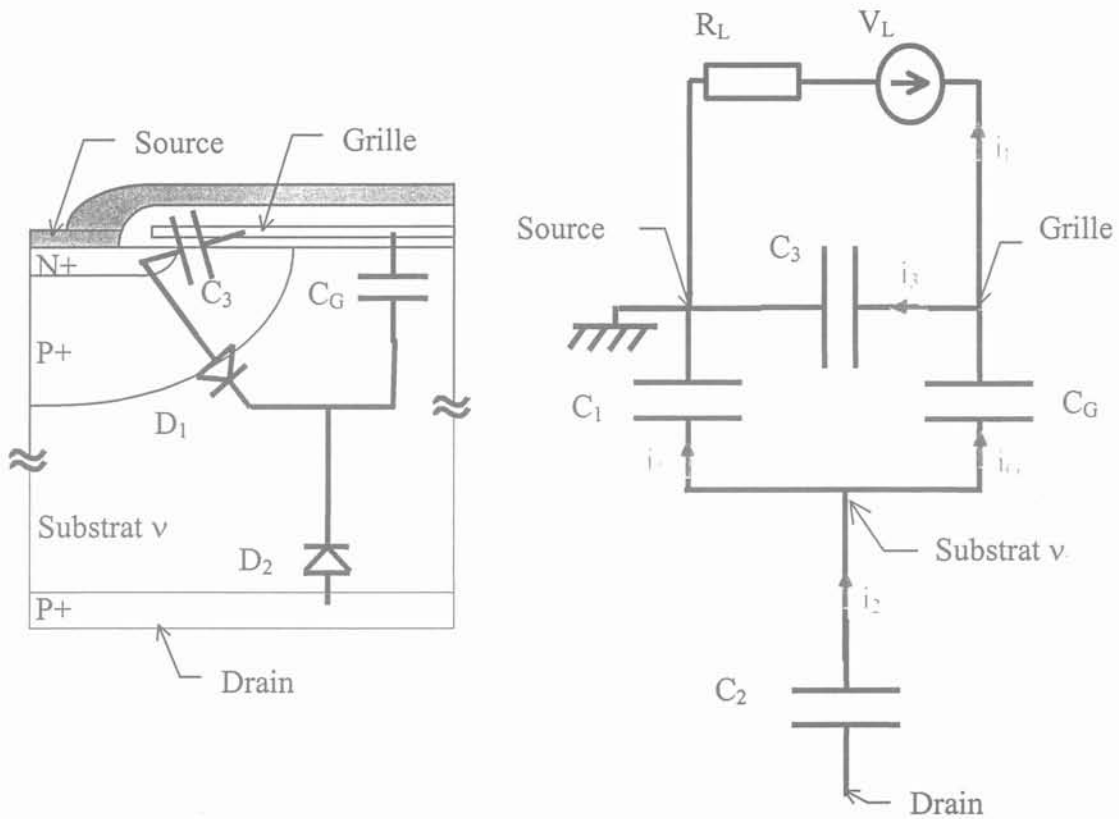 Source
Grille
N+
C3
CG
P+
D1
Substrat ν
D2
P+
Drain
RL
VL
i1
Source
C3
Grille
i3
C1
CG
Substrat ν
i2
C2
Drain